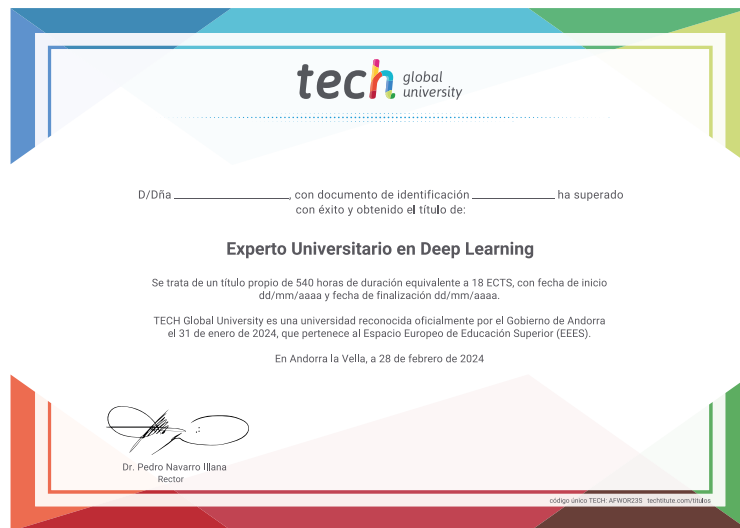 tech global university
D/Dña ____________________, con documento de identificación ______________ ha superado
con éxito y obtenido el título de:
Experto Universitario en Deep Learning
Se trata de un título propio de 540 horas de duración equivalente a 18 ECTS, con fecha de inicio
dd/mm/aaaa y fecha de finalización dd/mm/aaaa.
TECH Global University es una universidad reconocida oficialmente por el Gobierno de Andorra
el 31 de enero de 2024, que pertenece al Espacio Europeo de Educación Superior (EEES).
En Andorra la Vella, a 28 de febrero de 2024
Dr. Pedro Navarro Illana
Rector
código único TECH: AFWOR23S techtitute.com/titulos